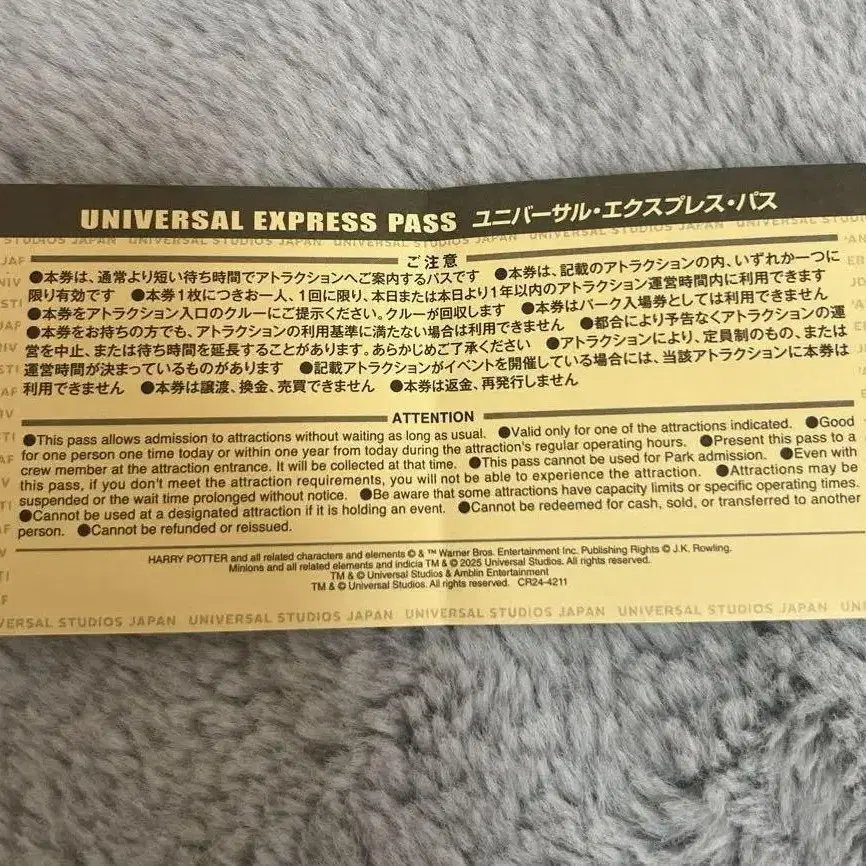 UNIVERSAL EXPRESS PASS ユニバーサル・エクスプレス・パス
STUDIOS JAPAN UNIVERSAL STUDIOS JAPAN UNIVERSAL STUDIOS JAPAN
ご注意
●本券は、通常より短い待ち時間でアトラクションへご案内するパスです ●本券は、記載のアトラクションの内、いずれか一つに
限り有効です ●本券1枚につきお一人、1回に限り、本日または本日より1年以内のアトラクション運営時間内に利用できます
●本券をアトラクション入口のクルーにご提示ください。クルーが回収します ●本券はパーク入場券としては利用できません
●本券をお持ちの方でも、アトラクションの利用基準に満たない場合は利用できません ●都合により予告なくアトラクションの運
営を中止、または待ち時間を延長することがあります。あらかじめご了承ください ●アトラクションにより、定員制のもの、または
運営時間が決まっているものがあります ●記載アトラクションがイベントを開催している場合には、当該アトラクションに本券は
利用できません ●本券は譲渡、換金、売買できません ●本券は返金、再発行しません
ATTENTION
●This pass allows admission to attractions without waiting as long as usual. ●Valid only for one of the attractions indicated. ●Good
for one person one time today or within one year from today during the attraction's regular operating hours. ●Present this pass to a
crew member at the attraction entrance. It will be collected at that time. ●This pass cannot be used for Park admission. ●Even with
this pass, if you don't meet the attraction requirements, you will not be able to experience the attraction. ●Attractions may be
suspended or the wait time prolonged without notice. ●Be aware that some attractions have capacity limits or specific operating times.
●Cannot be used at a designated attraction if it is holding an event. ●Cannot be redeemed for cash, sold, or transferred to another
person. ●Cannot be refunded or reissued.
HARRY POTTER and all related characters and elements © & ™ Warner Bros. Entertainment Inc. Publishing Rights © J.K. Rowling.
Minions and all related elements and indicia TM & © 2025 Universal Studios. All rights reserved.
TM & © Universal Studios & Amblin Entertainment
TM & © Universal Studios. All rights reserved. CR24-4211
VERSAL STUDIOS JAPAN UNIVERSAL STUDIOS JAPAN UNIVERSAL STUDIOS JAPAN UNIVERSAL STUDIOS JAPAN